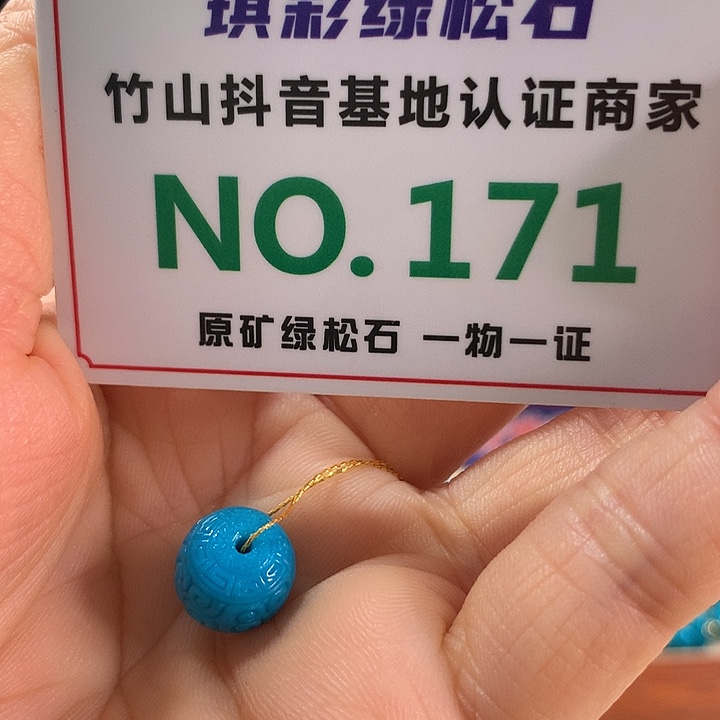 琪彩绿松石
竹山抖音基地认证商家
NO.171
原矿绿松石 一物一证